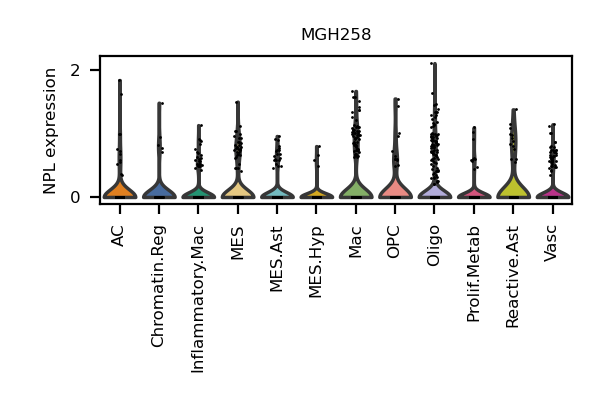 MGH258
NPL expression
2
0
AC
Chromatin.Reg
Inflammatory.Mac
MES
MES.Ast
MES.Hyp
Mac
OPC
Oligo
Prolif.Metab
Reactive.Ast
Vasc